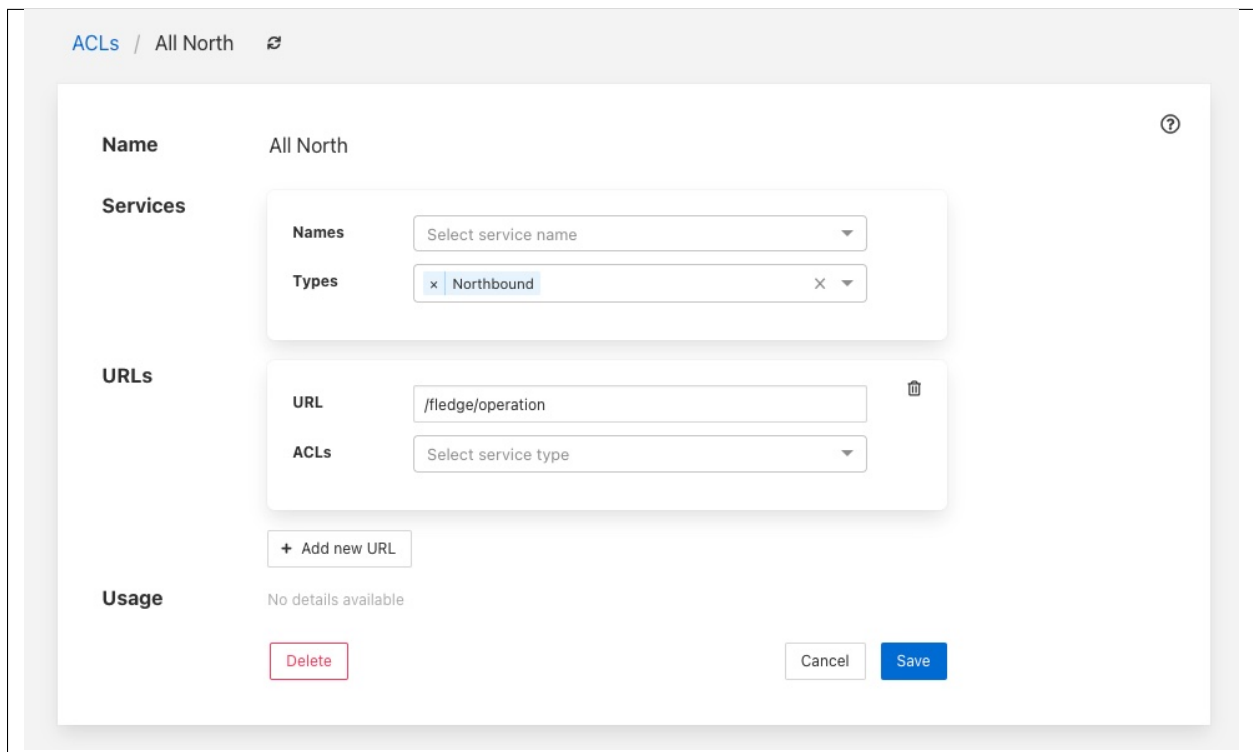 ACLs / All North
Name All North
Services
Names Select service name
Types × Northbound
URLs
URL /fledge/operation
ACLs Select service type
+ Add new URL
Usage No details available
Delete Cancel Save